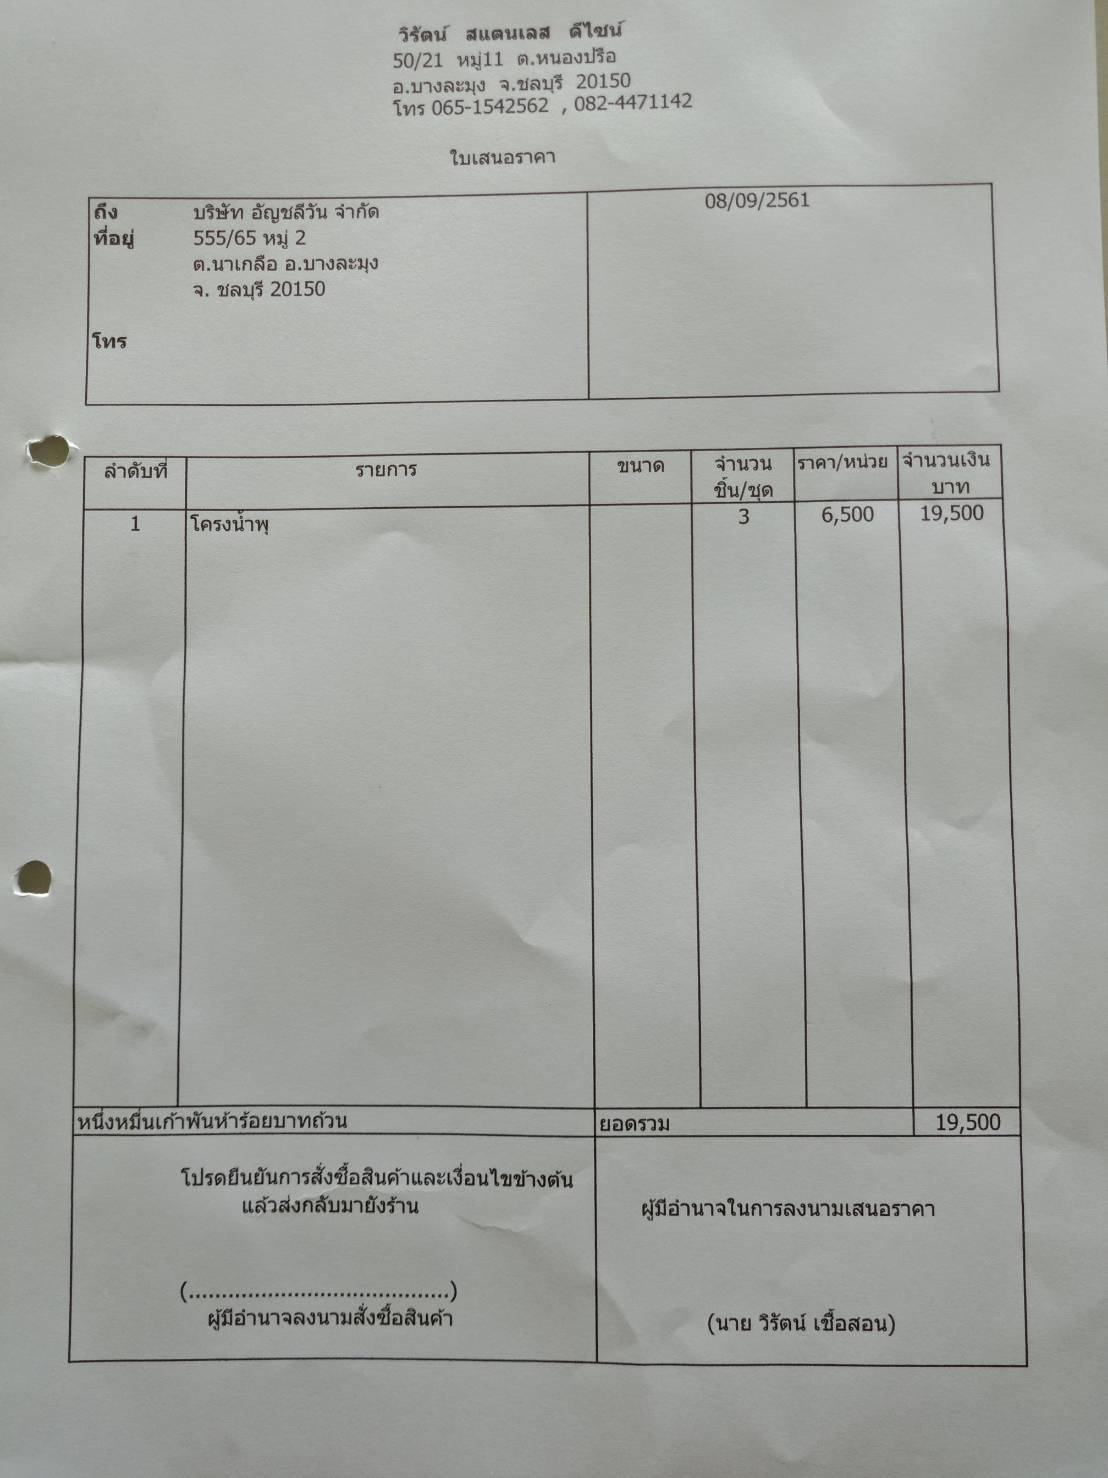 วิรัตน์ สแตนเลส ดีไซน์
50/21 หมู่11 ต.หนองปรือ
อ.บางละมุง จ.ชลบุรี 20150
โทร 065-1542562 , 082-4471142
ใบเสนอราคา
ถึง บริษัท อัญชลีวัน จำกัด 08/09/2561
ที่อยู่ 555/65 หมู่ 2
ต.นาเกลือ อ.บางละมุง
จ. ชลบุรี 20150
โทร
ลำดับที่ รายการ ขนาด จำนวน ราคา/หน่วย จำนวนเงิน
ชิ้น/ชุด บาท
1 โครงน้ำพุ 3 6,500 19,500
หนึ่งหมื่นเก้าพันห้าร้อยบาทถ้วน ยอดรวม 19,500
โปรดยืนยันการสั่งซื้อสินค้าและเงื่อนไขข้างต้น
แล้วส่งกลับมายังร้าน ผู้มีอำนาจในการลงนามเสนอราคา
(.......................................)
ผู้มีอำนาจลงนามสั่งซื้อสินค้า (นาย วิรัตน์ เชื้อสอน)